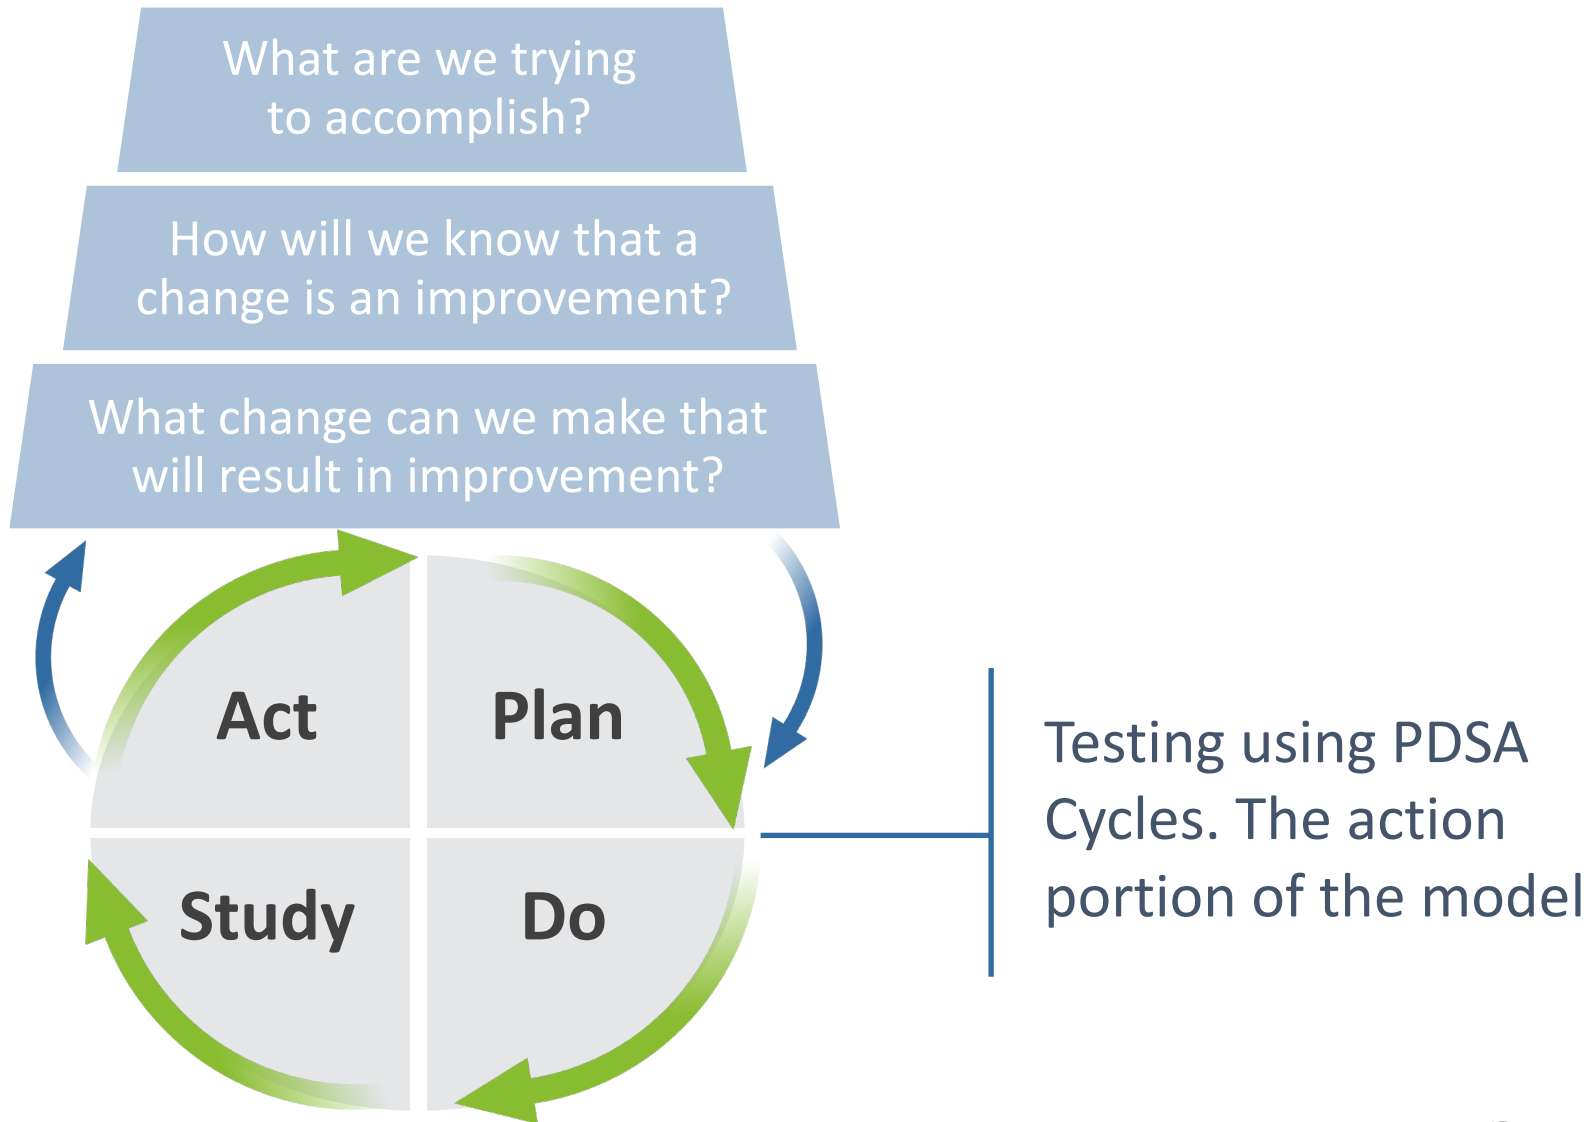 What are we trying
to accomplish?
How will we know that a
change is an improvement?
What change can we make that
will result in improvement?
Act
Plan
Study
Do
Testing using PDSA
Cycles. The action
portion of the model